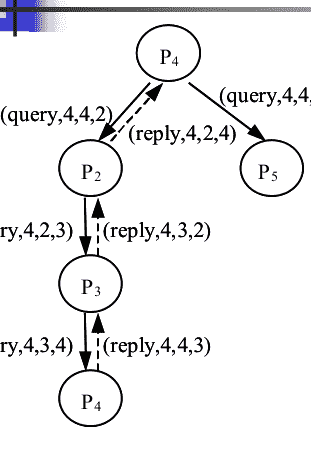 P4
(query,4,4,
(query,4,4,2)
(reply,4,2,4)
P2
P5
ry,4,2,3)
(reply,4,3,2)
P3
ry,4,3,4)
(reply,4,4,3)
P4